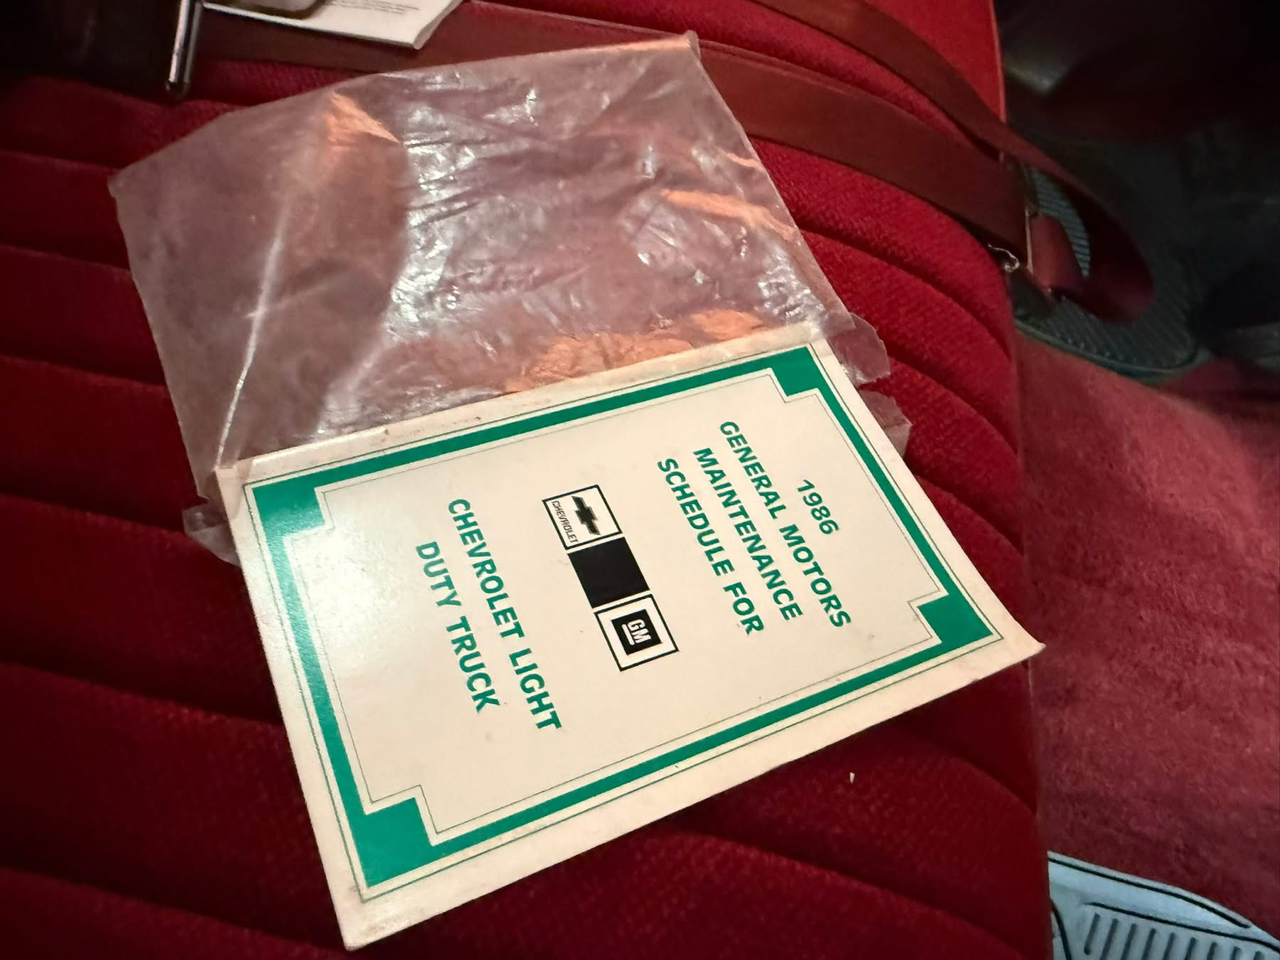 1986
GENERAL MOTORS
MAINTENANCE
SCHEDULE FOR
CHEVROLET
GM
CHEVROLET LIGHT
DUTY TRUCK